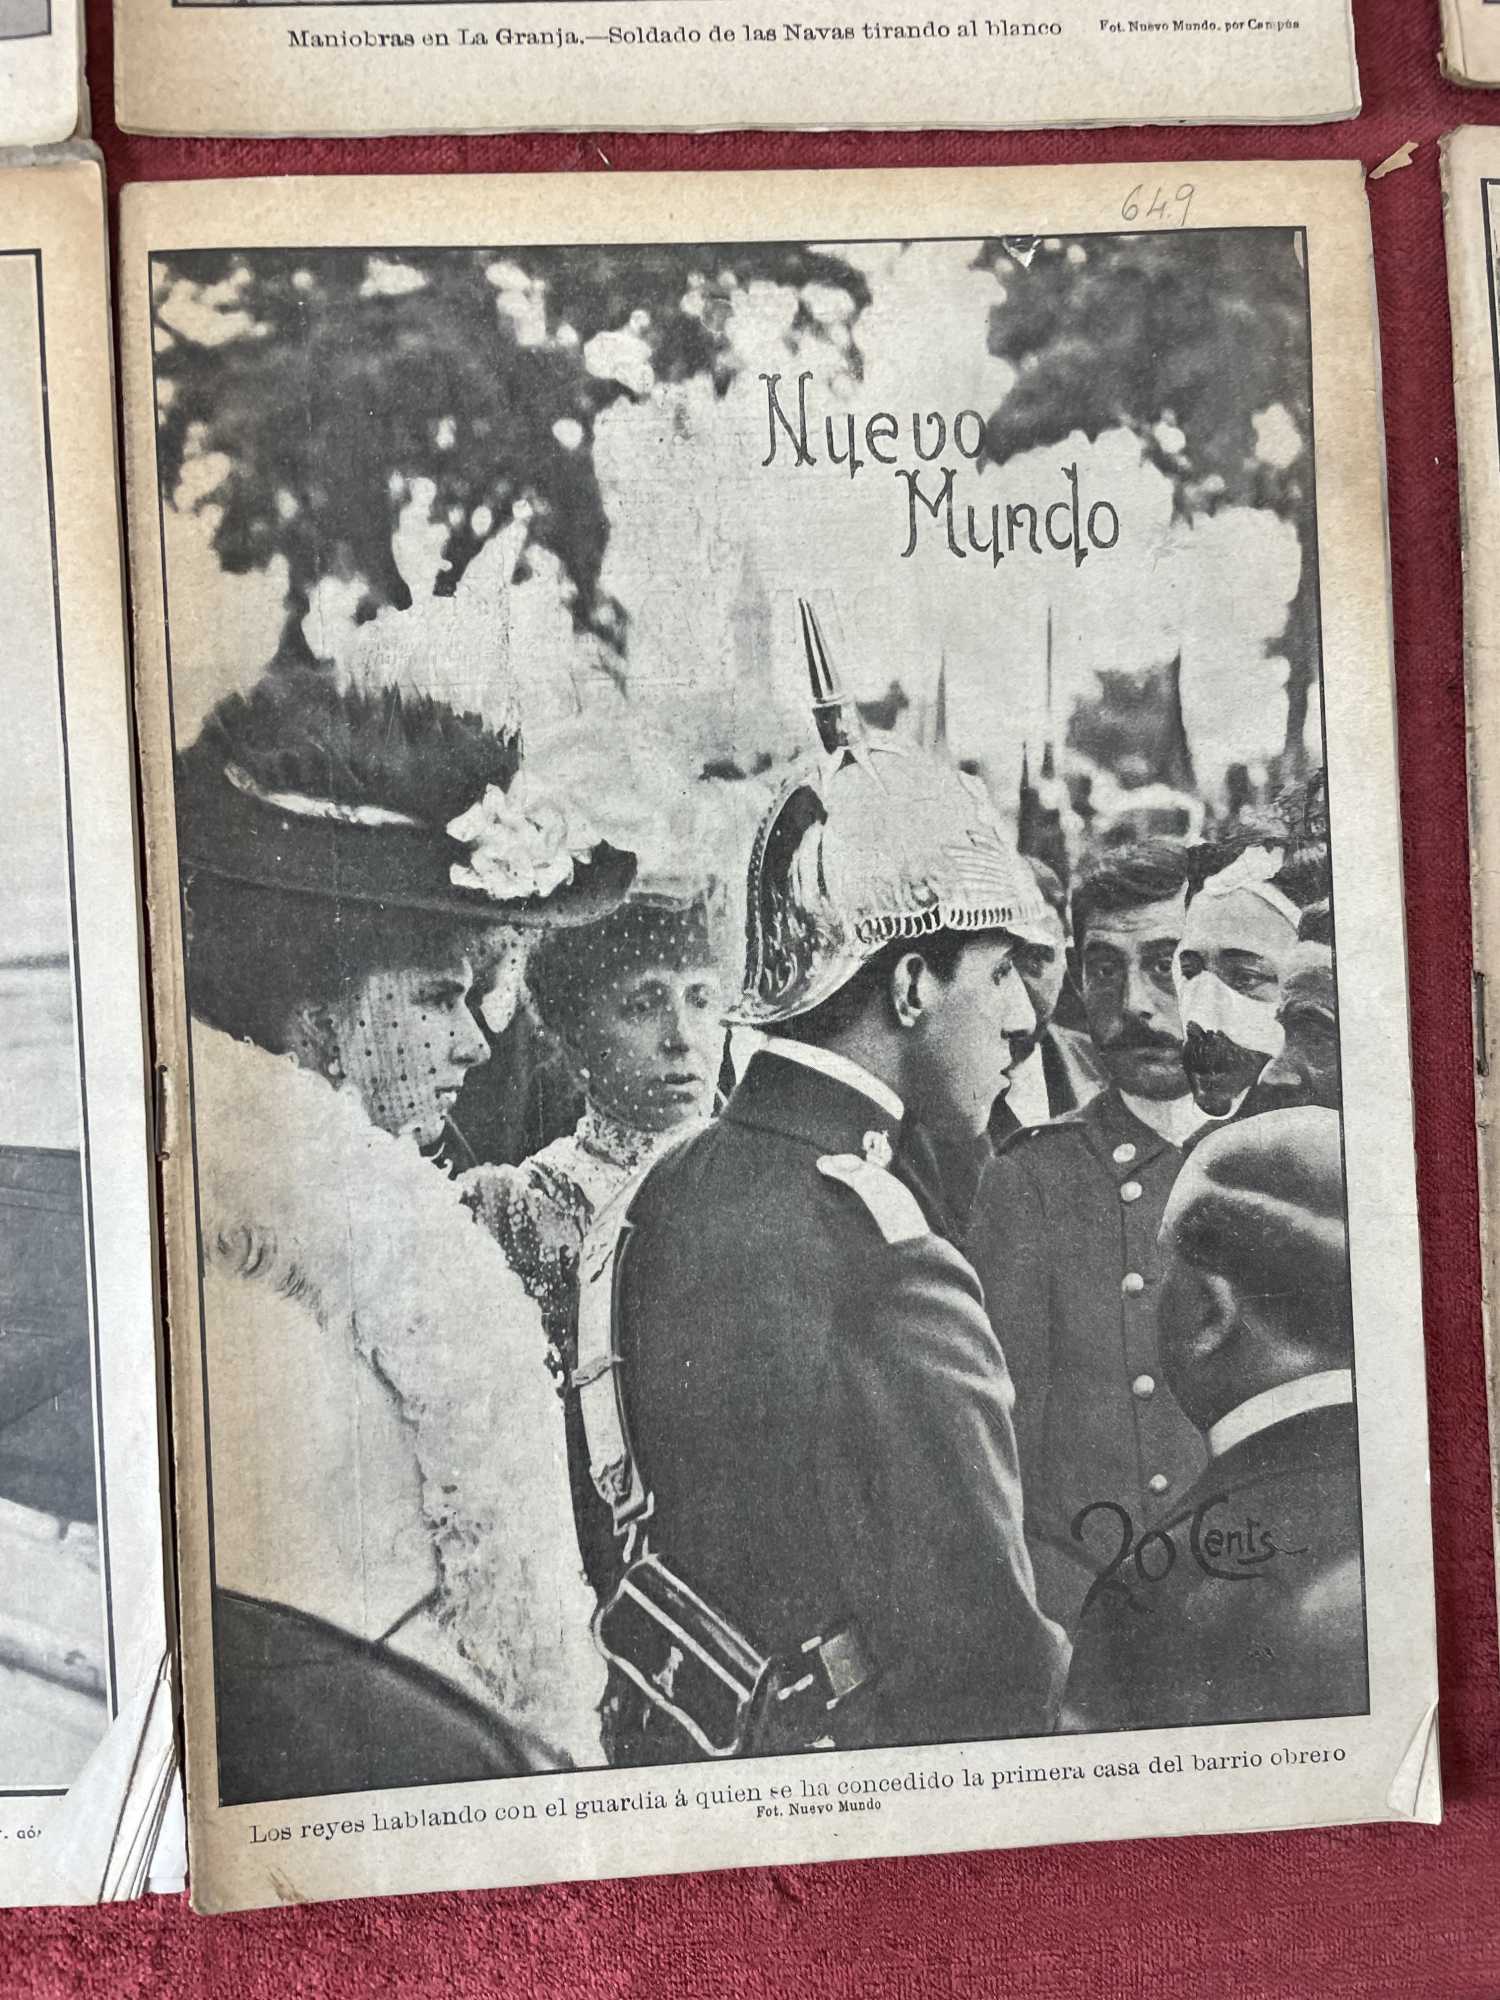 Maniobras en La Granja.—Soldado de las Navas tirando al blanco
Fot. Nuevo Mundo, por Campúa
649
Nuevo
Mundo
20 Cents
Los reyes hablando con el guardia á quien se ha concedido la primera casa del barrio obrero
Fot. Nuevo Mundo